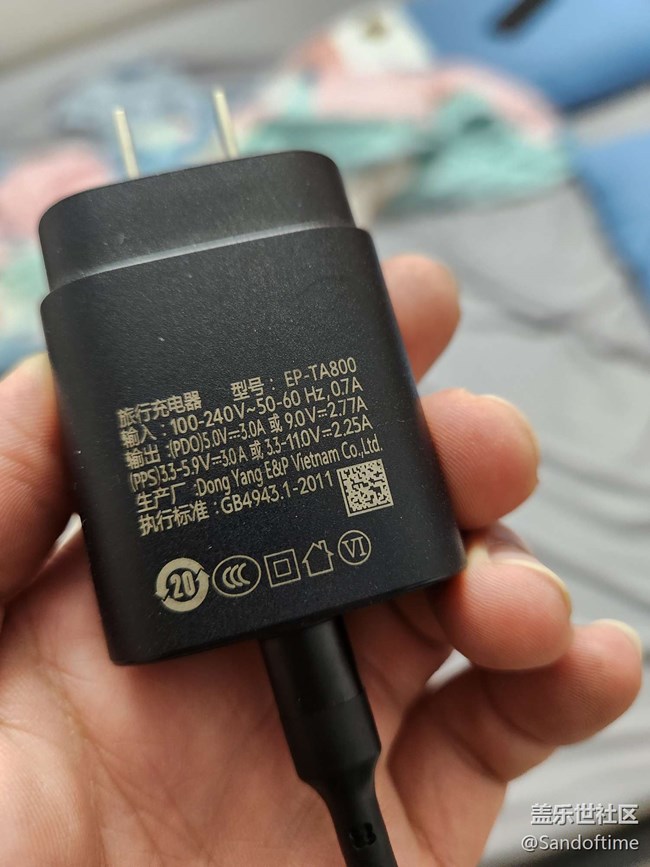 旅行充电器 型号: EP-TA800
输入: 100-240V~50-60 Hz, 0.7A
输出: (PDO)5.0V⎓3.0A 或 9.0V⎓2.77A
(PPS)3.3-5.9V⎓3.0A 或 3.3-11.0V⎓2.25A
生产厂 :Dong Yang E&P Vietnam Co.,Ltd.
执行标准 : GB4943.1-2011
20 CCC VI
盖乐世社区
@Sandoftime